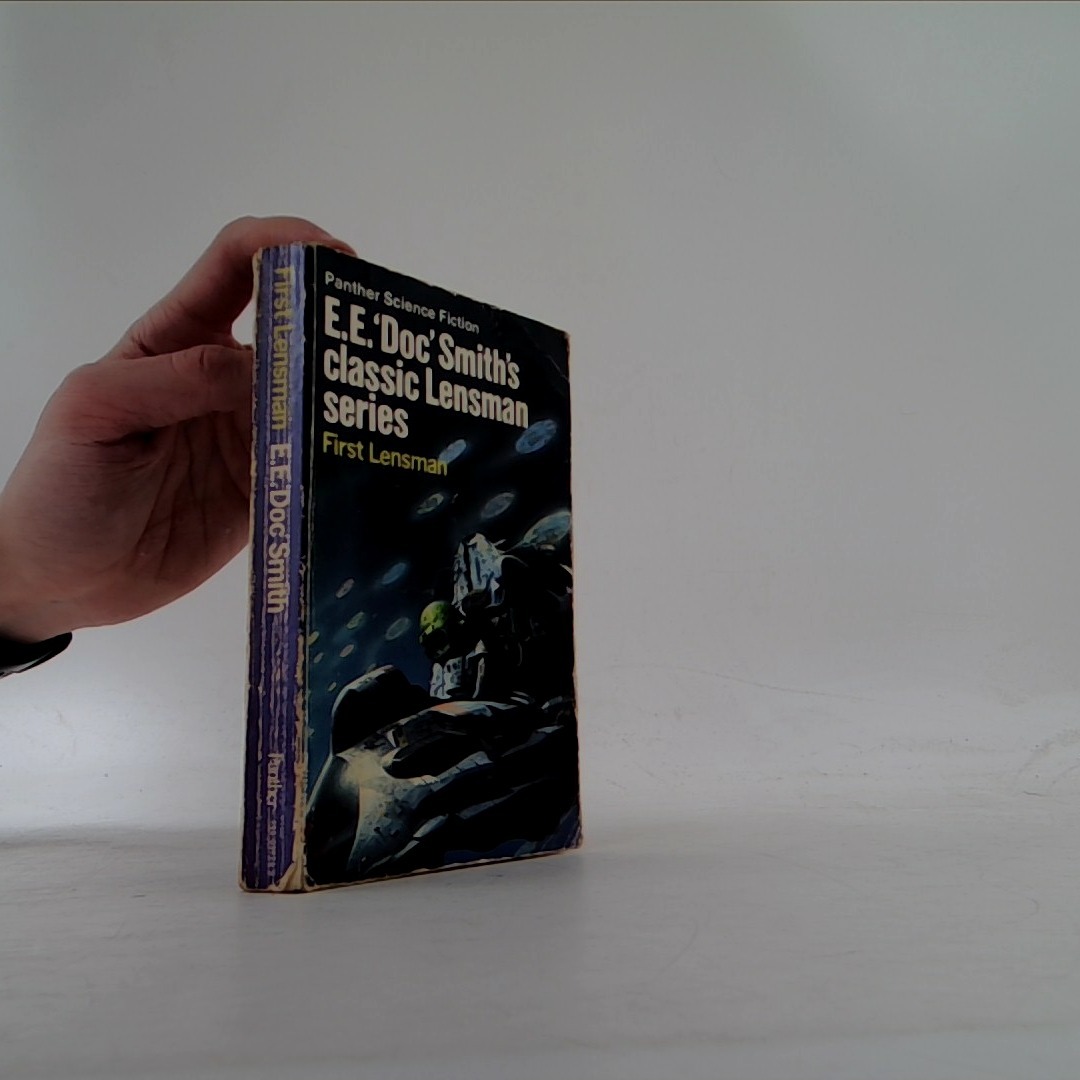 Panther Science Fiction
E.E. 'Doc' Smith's
classic Lensman
series
First Lensman
First Lensman E.E.'Doc' Smith
Panther